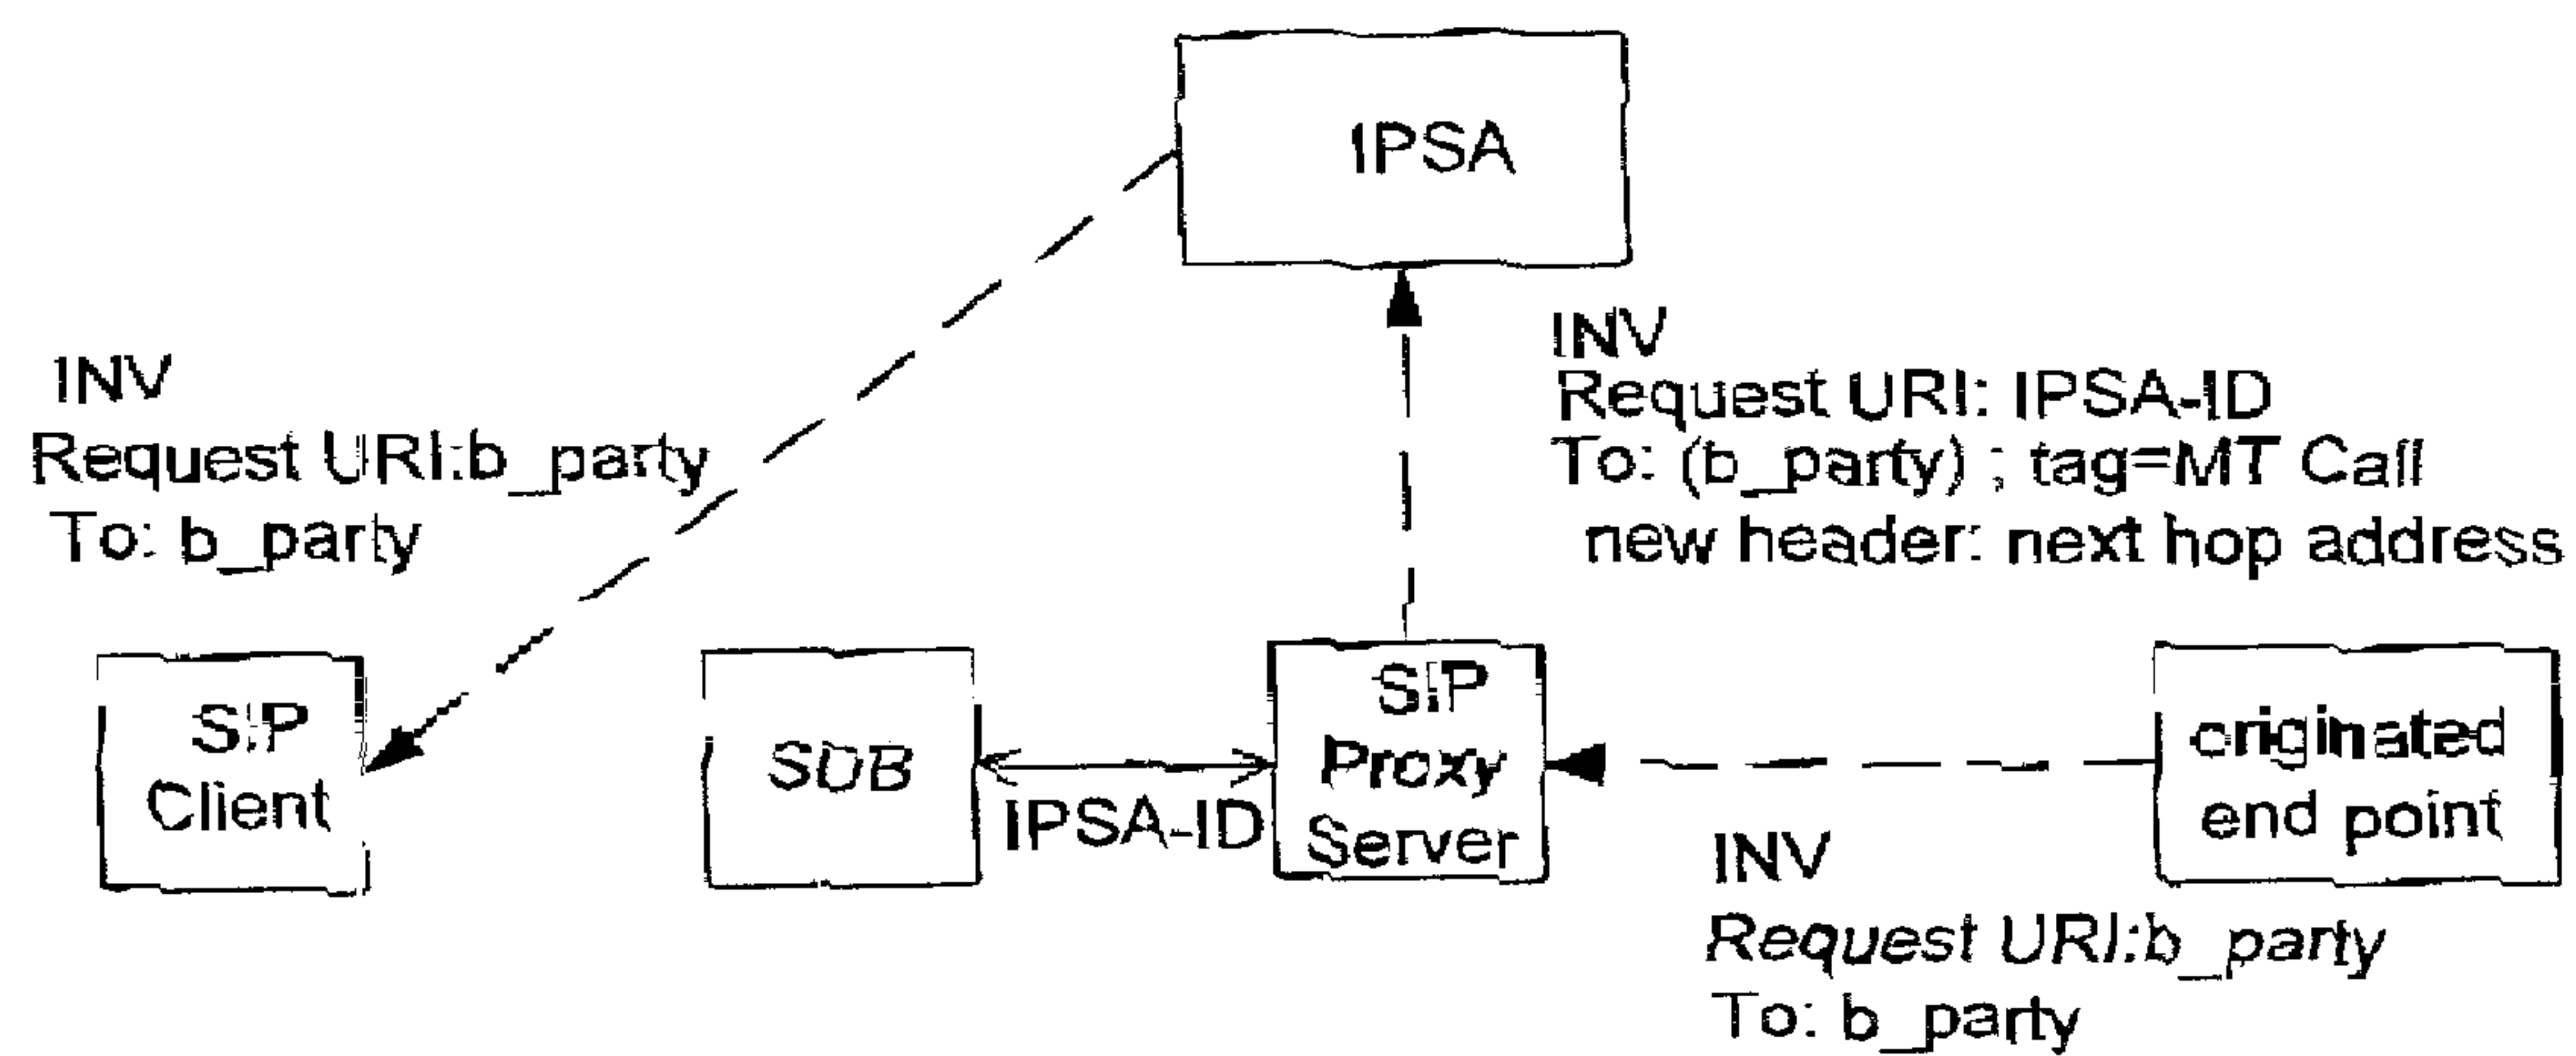 IPSA
INV
Request URI: IPSA-ID
To: (b_party) ; tag=MT Call
new header: next hop address
INV
Request URI:b_party
To: b_party
SIP
Client
SDB
IPSA-ID
SIP
Proxy
Server
originated
end point
INV
Request URI:b_party
To: b_party